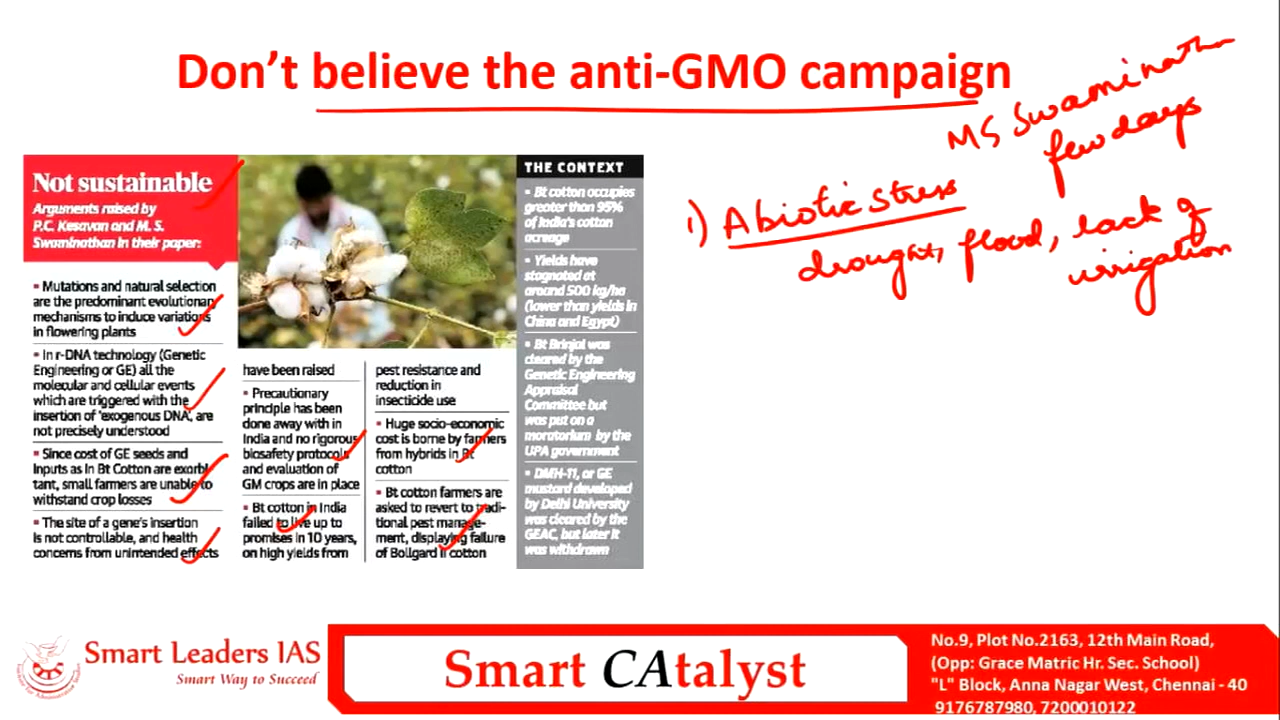 Don't believe the anti-GMO campaign
MS Swaminathan
few days
1) Abiotic stress
drought, flood, lack of
irrigation
Not sustainable
Arguments raised by
P.C. Kesavan and M. S.
Swaminathan in their paper:
▪ Mutations and natural selection
are the predominant evolutionary
mechanisms to induce variations
in flowering plants
▪ In r-DNA technology (Genetic
Engineering or GE) all the
molecular and cellular events
which are triggered with the
insertion of 'exogenous DNA', are
not precisely understood
▪ Since cost of GE seeds and
inputs as in Bt Cotton are exorbi-
tant, small farmers are unable to
withstand crop losses
▪ The site of a gene's insertion
is not controllable, and health
concerns from unintended effects
have been raised
▪ Precautionary
principle has been
done away with in
India and no rigorous
biosafety protocols
and evaluation of
GM crops are in place
▪ Bt cotton in India
failed to live up to
promises in 10 years,
on high yields from
pest resistance and
reduction in
insecticide use
▪ Huge socio-economic
cost is borne by farmers
from hybrids in Bt
cotton
▪ Bt cotton farmers are
asked to revert to tradi-
tional pest manage-
ment, displaying failure
of Bollgard II cotton
THE CONTEXT
▪ Bt cotton occupies
greater than 95%
of India's cotton
acreage
▪ Yields have
stagnated at
around 500 kg/ha
(lower than yields in
China and Egypt)
▪ Bt Brinjal was
cleared by the
Genetic Engineering
Appraisal
Committee but
was put on a
moratorium by the
UPA government
▪ DMH-11, or GE
mustard developed
by Delhi University
was cleared by the
GEAC, but later it
was withdrawn
Smart Leaders IAS
Smart Way to Succeed
Smart CAtalyst
No.9, Plot No.2163, 12th Main Road,
(Opp: Grace Matric Hr. Sec. School)
"L" Block, Anna Nagar West, Chennai - 40
9176787980, 7200010122